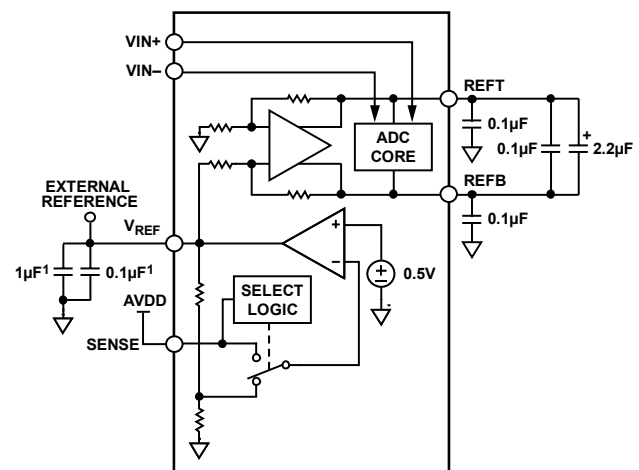 VIN+
VIN–
REFT
ADC
CORE
0.1µF
0.1µF
+
2.2µF
REFB
0.1µF
EXTERNAL
REFERENCE
VREF
1µF1
0.1µF1
+
–
0.5V
AVDD
SELECT
LOGIC
SENSE